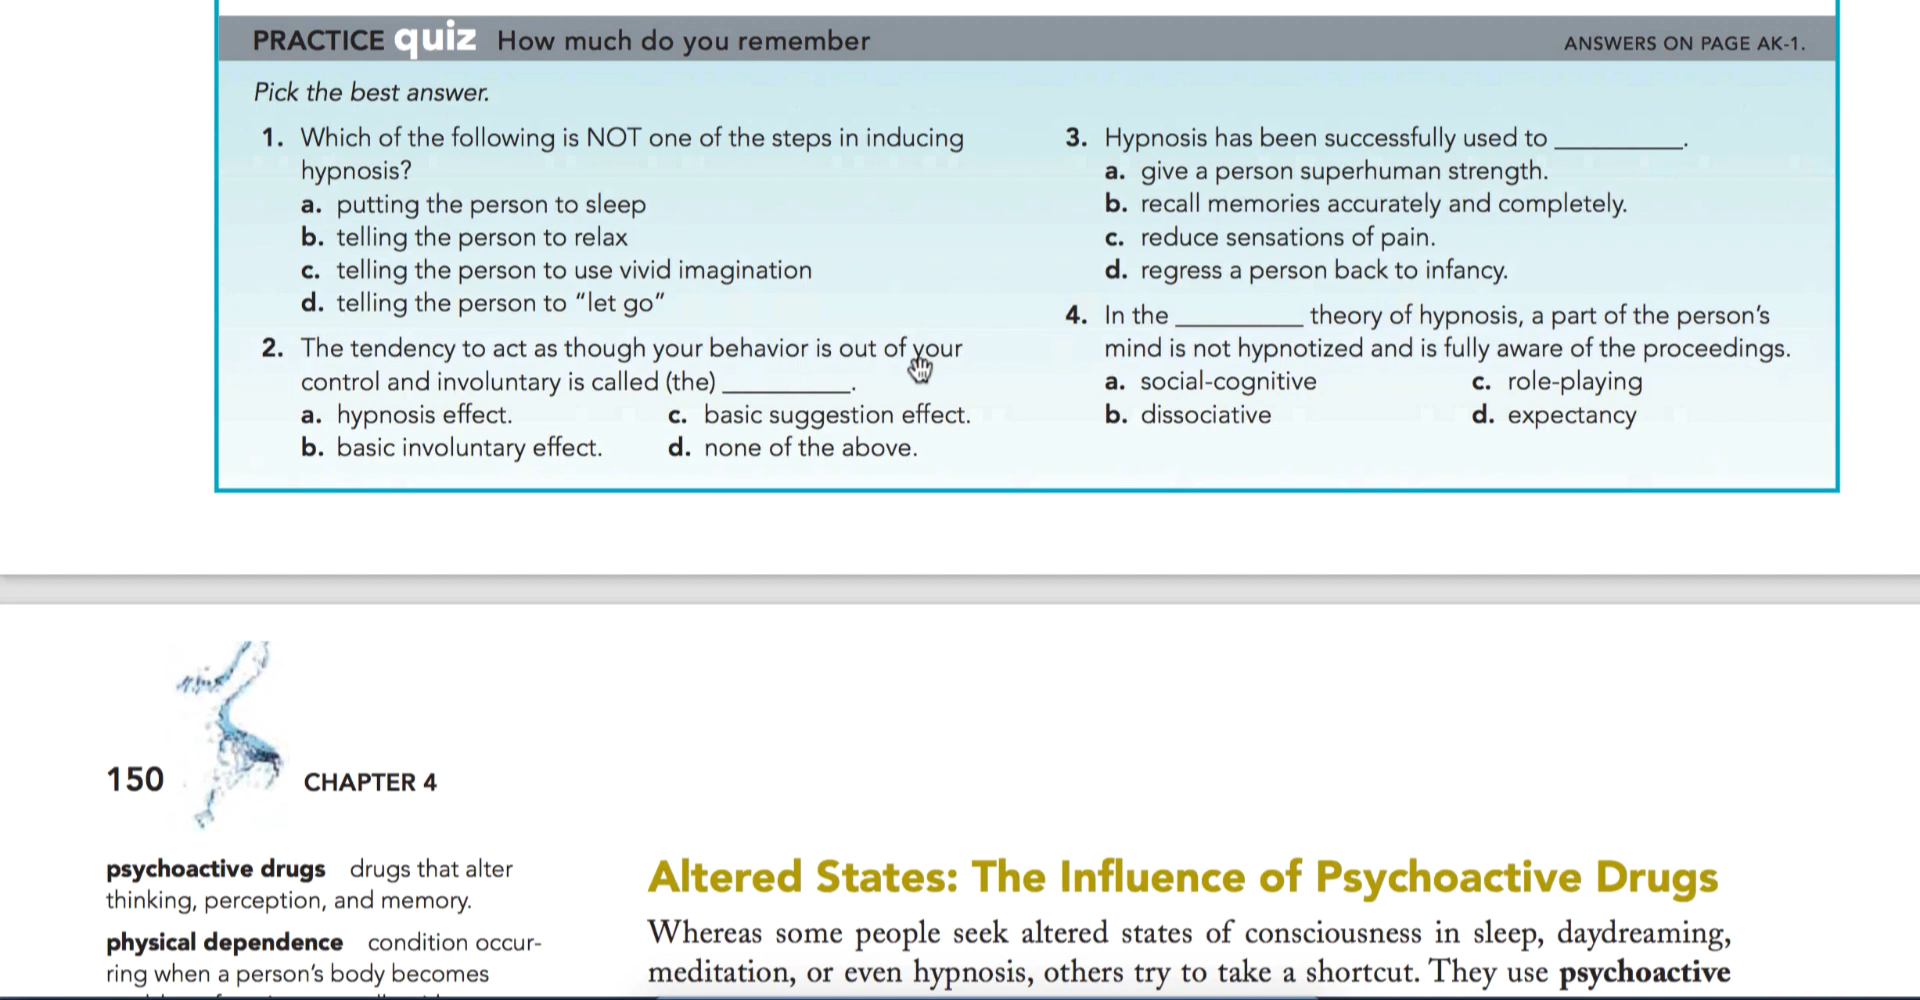 PRACTICE quiz How much do you remember
ANSWERS ON PAGE AK-1.
Pick the best answer.
1. Which of the following is NOT one of the steps in inducing
hypnosis?
a. putting the person to sleep
b. telling the person to relax
c. telling the person to use vivid imagination
d. telling the person to “let go”
2. The tendency to act as though your behavior is out of your
control and involuntary is called (the) __________.
a. hypnosis effect.
c. basic suggestion effect.
b. basic involuntary effect.
d. none of the above.
3. Hypnosis has been successfully used to __________.
a. give a person superhuman strength.
b. recall memories accurately and completely.
c. reduce sensations of pain.
d. regress a person back to infancy.
4. In the __________ theory of hypnosis, a part of the person’s
mind is not hypnotized and is fully aware of the proceedings.
a. social-cognitive
c. role-playing
b. dissociative
d. expectancy
150
CHAPTER 4
psychoactive drugs drugs that alter
thinking, perception, and memory.
physical dependence condition occur-
ring when a person’s body becomes
Altered States: The Influence of Psychoactive Drugs
Whereas some people seek altered states of consciousness in sleep, daydreaming,
meditation, or even hypnosis, others try to take a shortcut. They use psychoactive